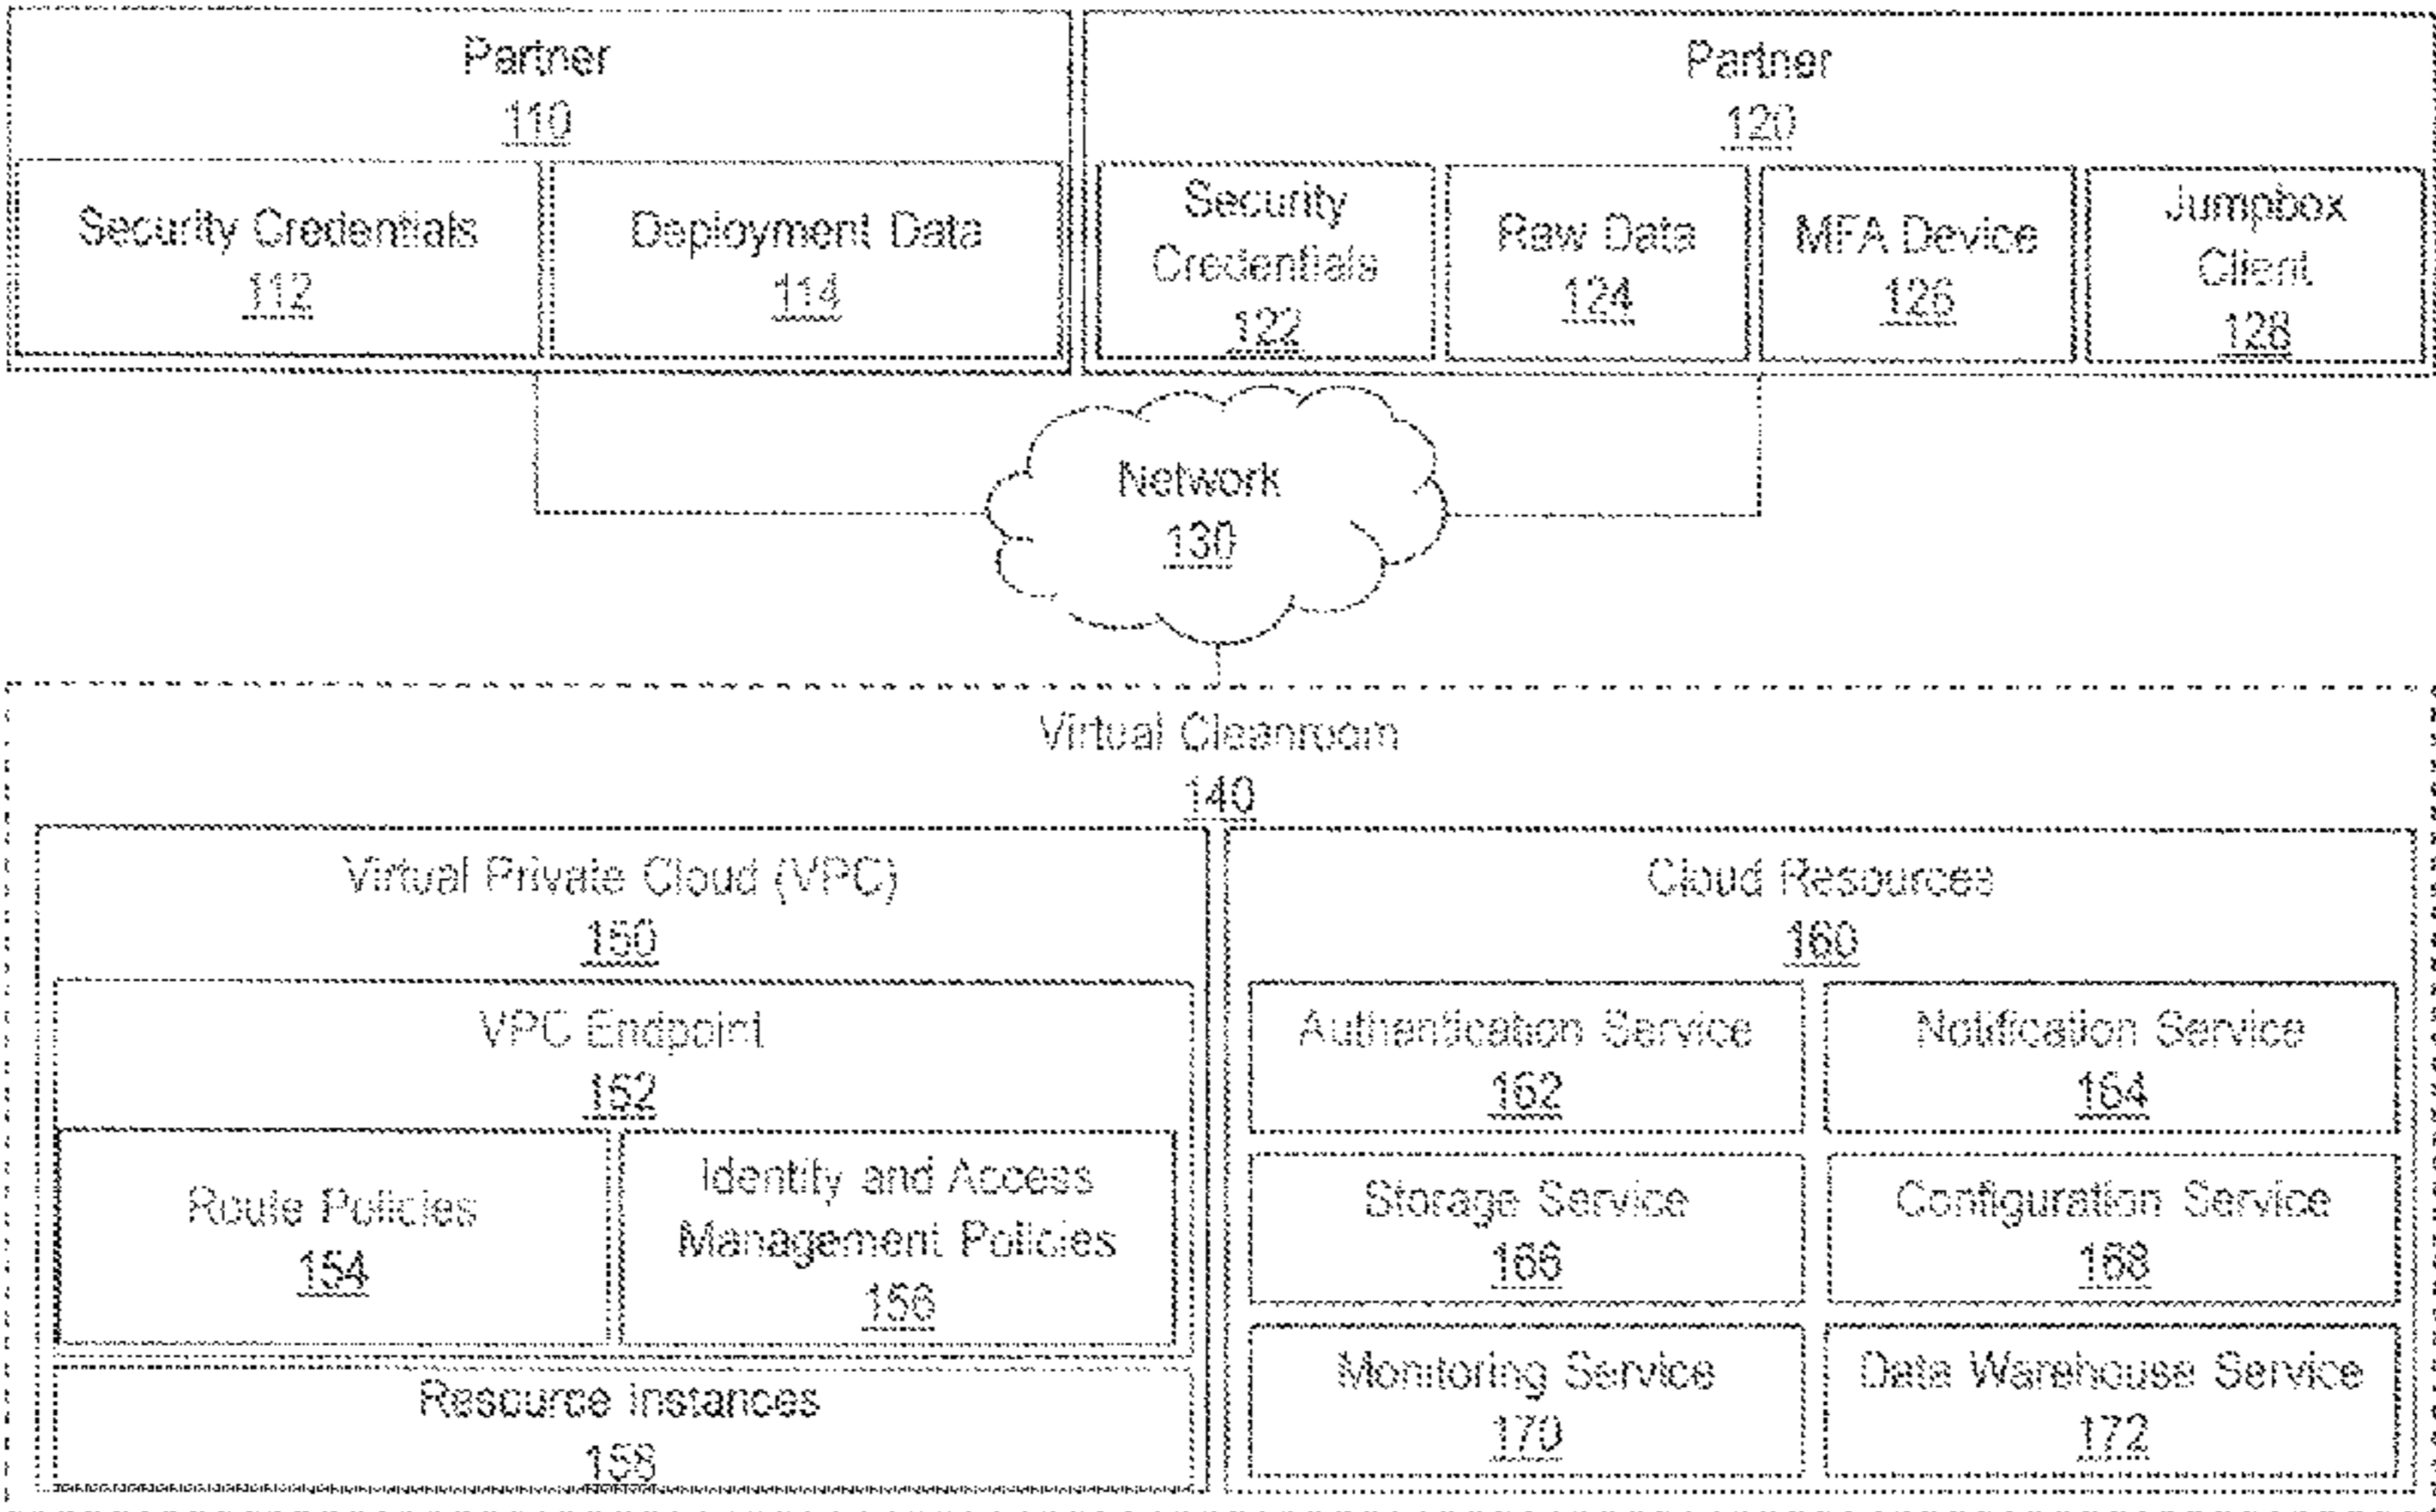 Partner
110
Security Credentials
112
Deployment Data
114
Partner
120
Security
Credentials
122
Raw Data
124
MFA Device
126
Jumpbox
Client
128
Network
130
Virtual Cleanroom
140
Virtual Private Cloud (VPC)
150
VPC Endpoint
152
Route Policies
154
Identity and Access
Management Policies
156
Resource Instances
158
Cloud Resources
160
Authentication Service
162
Notification Service
164
Storage Service
166
Configuration Service
168
Monitoring Service
170
Data Warehouse Service
172